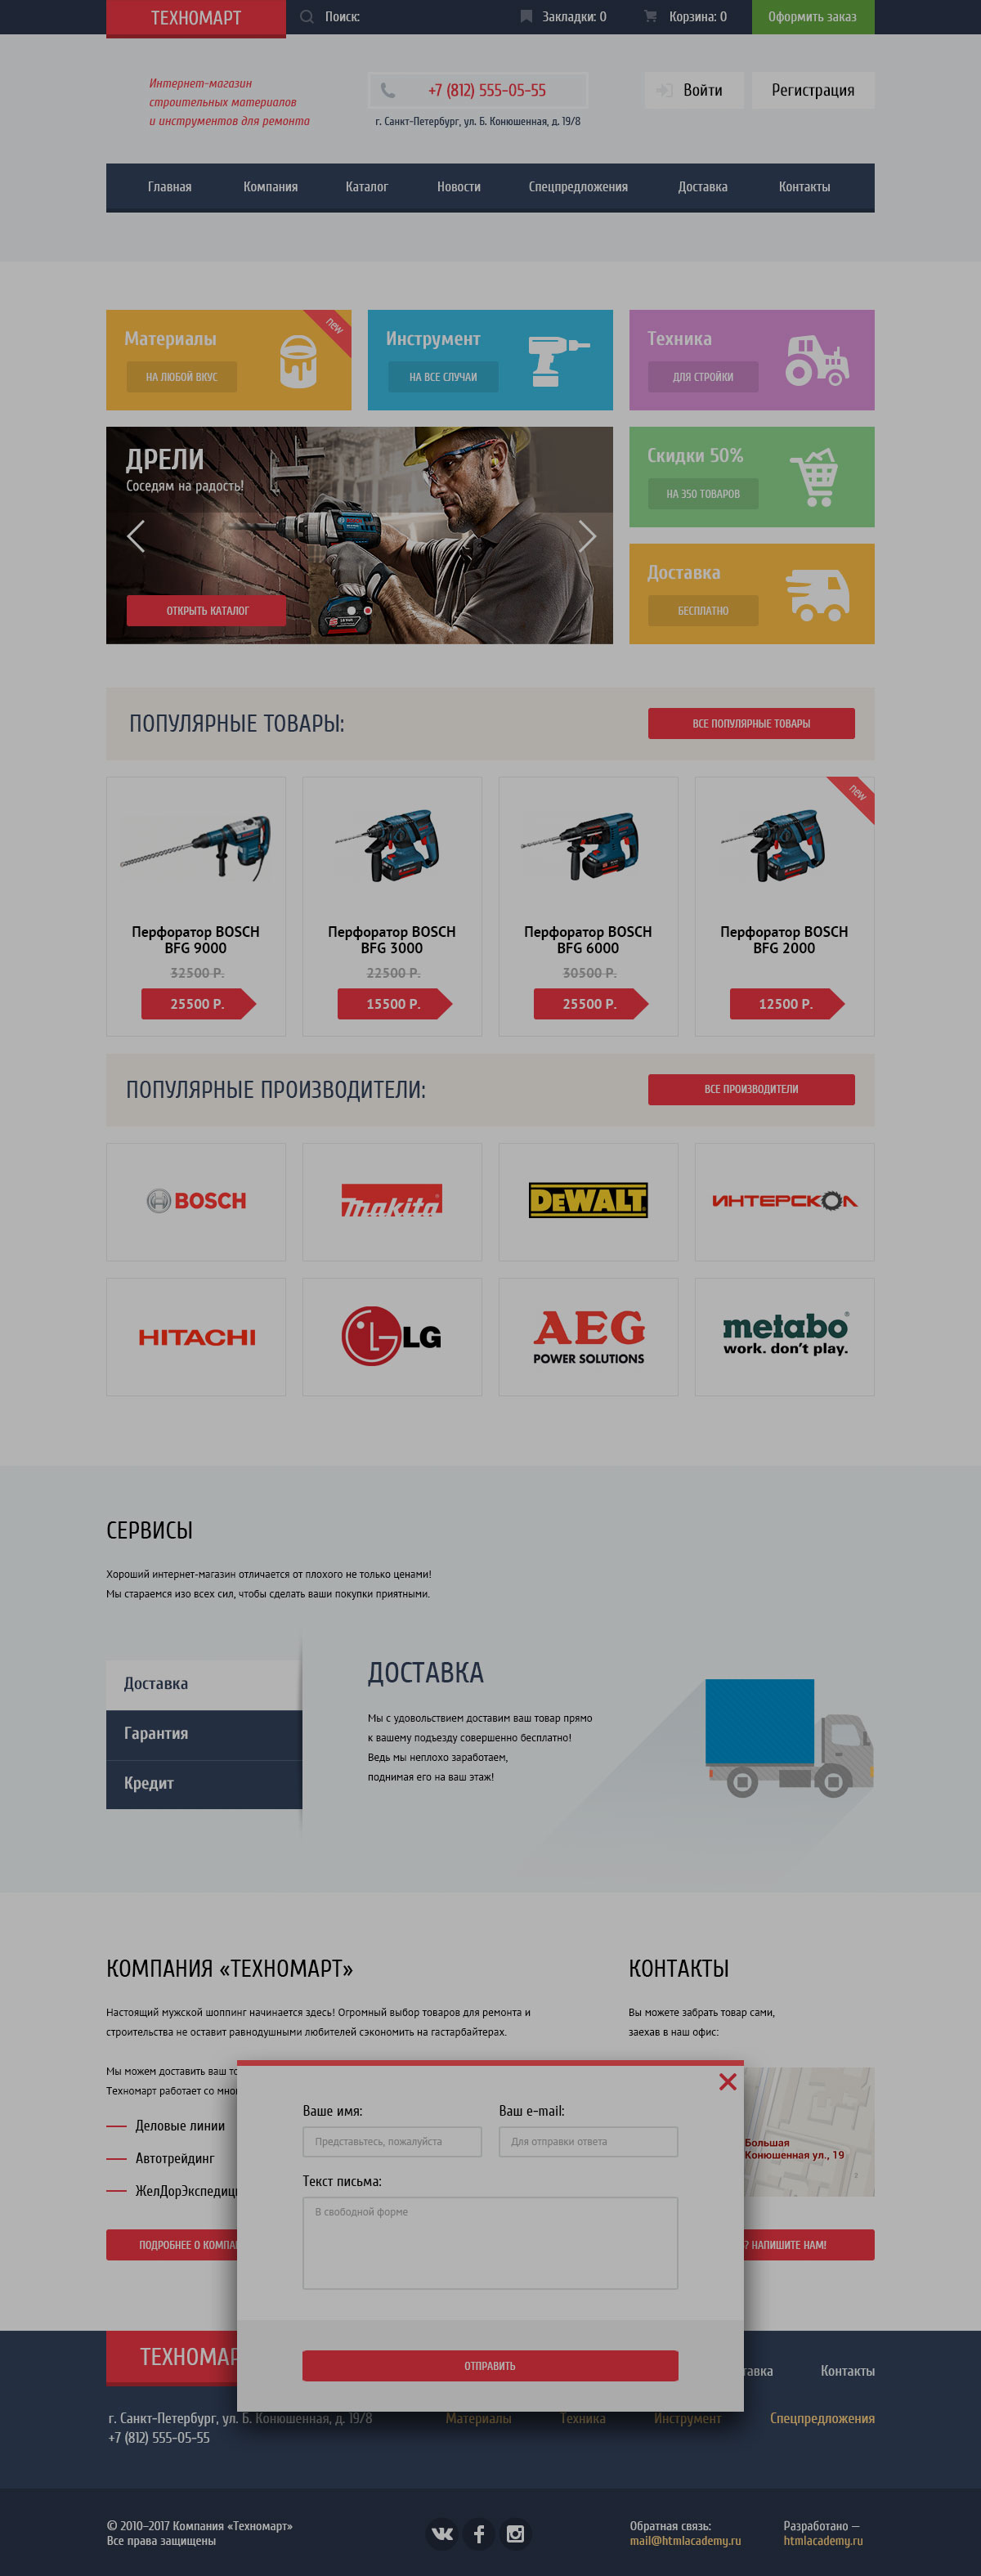 ТЕХНОМАРТ
Поиск:
Закладки: 0
Корзина: 0
Оформить заказ
Интернет-магазин
строительных материалов
и инструментов для ремонта
+7 (812) 555-05-55
г. Санкт-Петербург, ул. Б. Конюшенная, д. 19/8
Войти
Регистрация
Главная
Компания
Каталог
Новости
Спецпредложения
Доставка
Контакты
Материалы
НА ЛЮБОЙ ВКУС
new
Инструмент
НА ВСЕ СЛУЧАИ
Техника
ДЛЯ СТРОЙКИ
ДРЕЛИ
Соседям на радость!
ОТКРЫТЬ КАТАЛОГ
Скидки 50%
НА 350 ТОВАРОВ
Доставка
БЕСПЛАТНО
ПОПУЛЯРНЫЕ ТОВАРЫ:
ВСЕ ПОПУЛЯРНЫЕ ТОВАРЫ
new
Перфоратор BOSCH
BFG 9000
32500 Р.
25500 Р.
Перфоратор BOSCH
BFG 3000
22500 Р.
15500 Р.
Перфоратор BOSCH
BFG 6000
30500 Р.
25500 Р.
Перфоратор BOSCH
BFG 2000
12500 Р.
ПОПУЛЯРНЫЕ ПРОИЗВОДИТЕЛИ:
ВСЕ ПРОИЗВОДИТЕЛИ
BOSCH
makita
DEWALT
ИНТЕРСКОЛ
HITACHI
LG
AEG
POWER SOLUTIONS
metabo®
work. don't play.
СЕРВИСЫ
Хороший интернет-магазин отличается от плохого не только ценами!
Мы стараемся изо всех сил, чтобы сделать ваши покупки приятными.
Доставка
Гарантия
Кредит
ДОСТАВКА
Мы с удовольствием доставим ваш товар прямо
к вашему подъезду совершенно бесплатно!
Ведь мы неплохо заработаем,
поднимая его на ваш этаж!
КОМПАНИЯ «ТЕХНОМАРТ»
Настоящий мужской шоппинг начинается здесь! Огромный выбор товаров для ремонта и
строительства не оставит равнодушными любителей сэкономить на гастарбайтерах.
Мы можем доставить ваш то
Техномарт работает со мног
Деловые линии
Автотрейдинг
ЖелДорЭкспедици
ПОДРОБНЕЕ О КОМПАН
КОНТАКТЫ
Вы можете забрать товар сами,
заехав в наш офис:
Большая
Конюшенная ул., 19
? НАПИШИТЕ НАМ!
Ваше имя:
Представьтесь, пожалуйста
Ваш e-mail:
Для отправки ответа
Текст письма:
В свободной форме
ОТПРАВИТЬ
ТЕХНОМАР
тавка
Контакты
г. Санкт-Петербург, ул. Б. Конюшенная, д. 19/8
+7 (812) 555-05-55
Материалы
Техника
Инструмент
Спецпредложения
© 2010–2017 Компания «Техномарт»
Все права защищены
Обратная связь:
mail@htmlacademy.ru
Разработано —
htmlacademy.ru